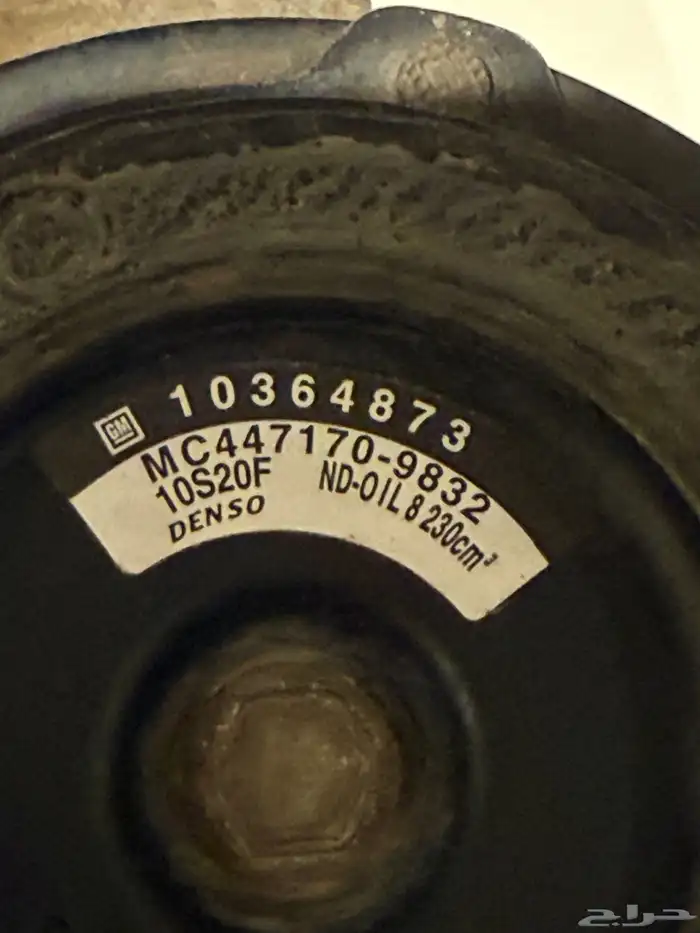 GM 10364873
MC447170-9832
10S20F ND-OIL 8 230cm³
DENSO
حراج